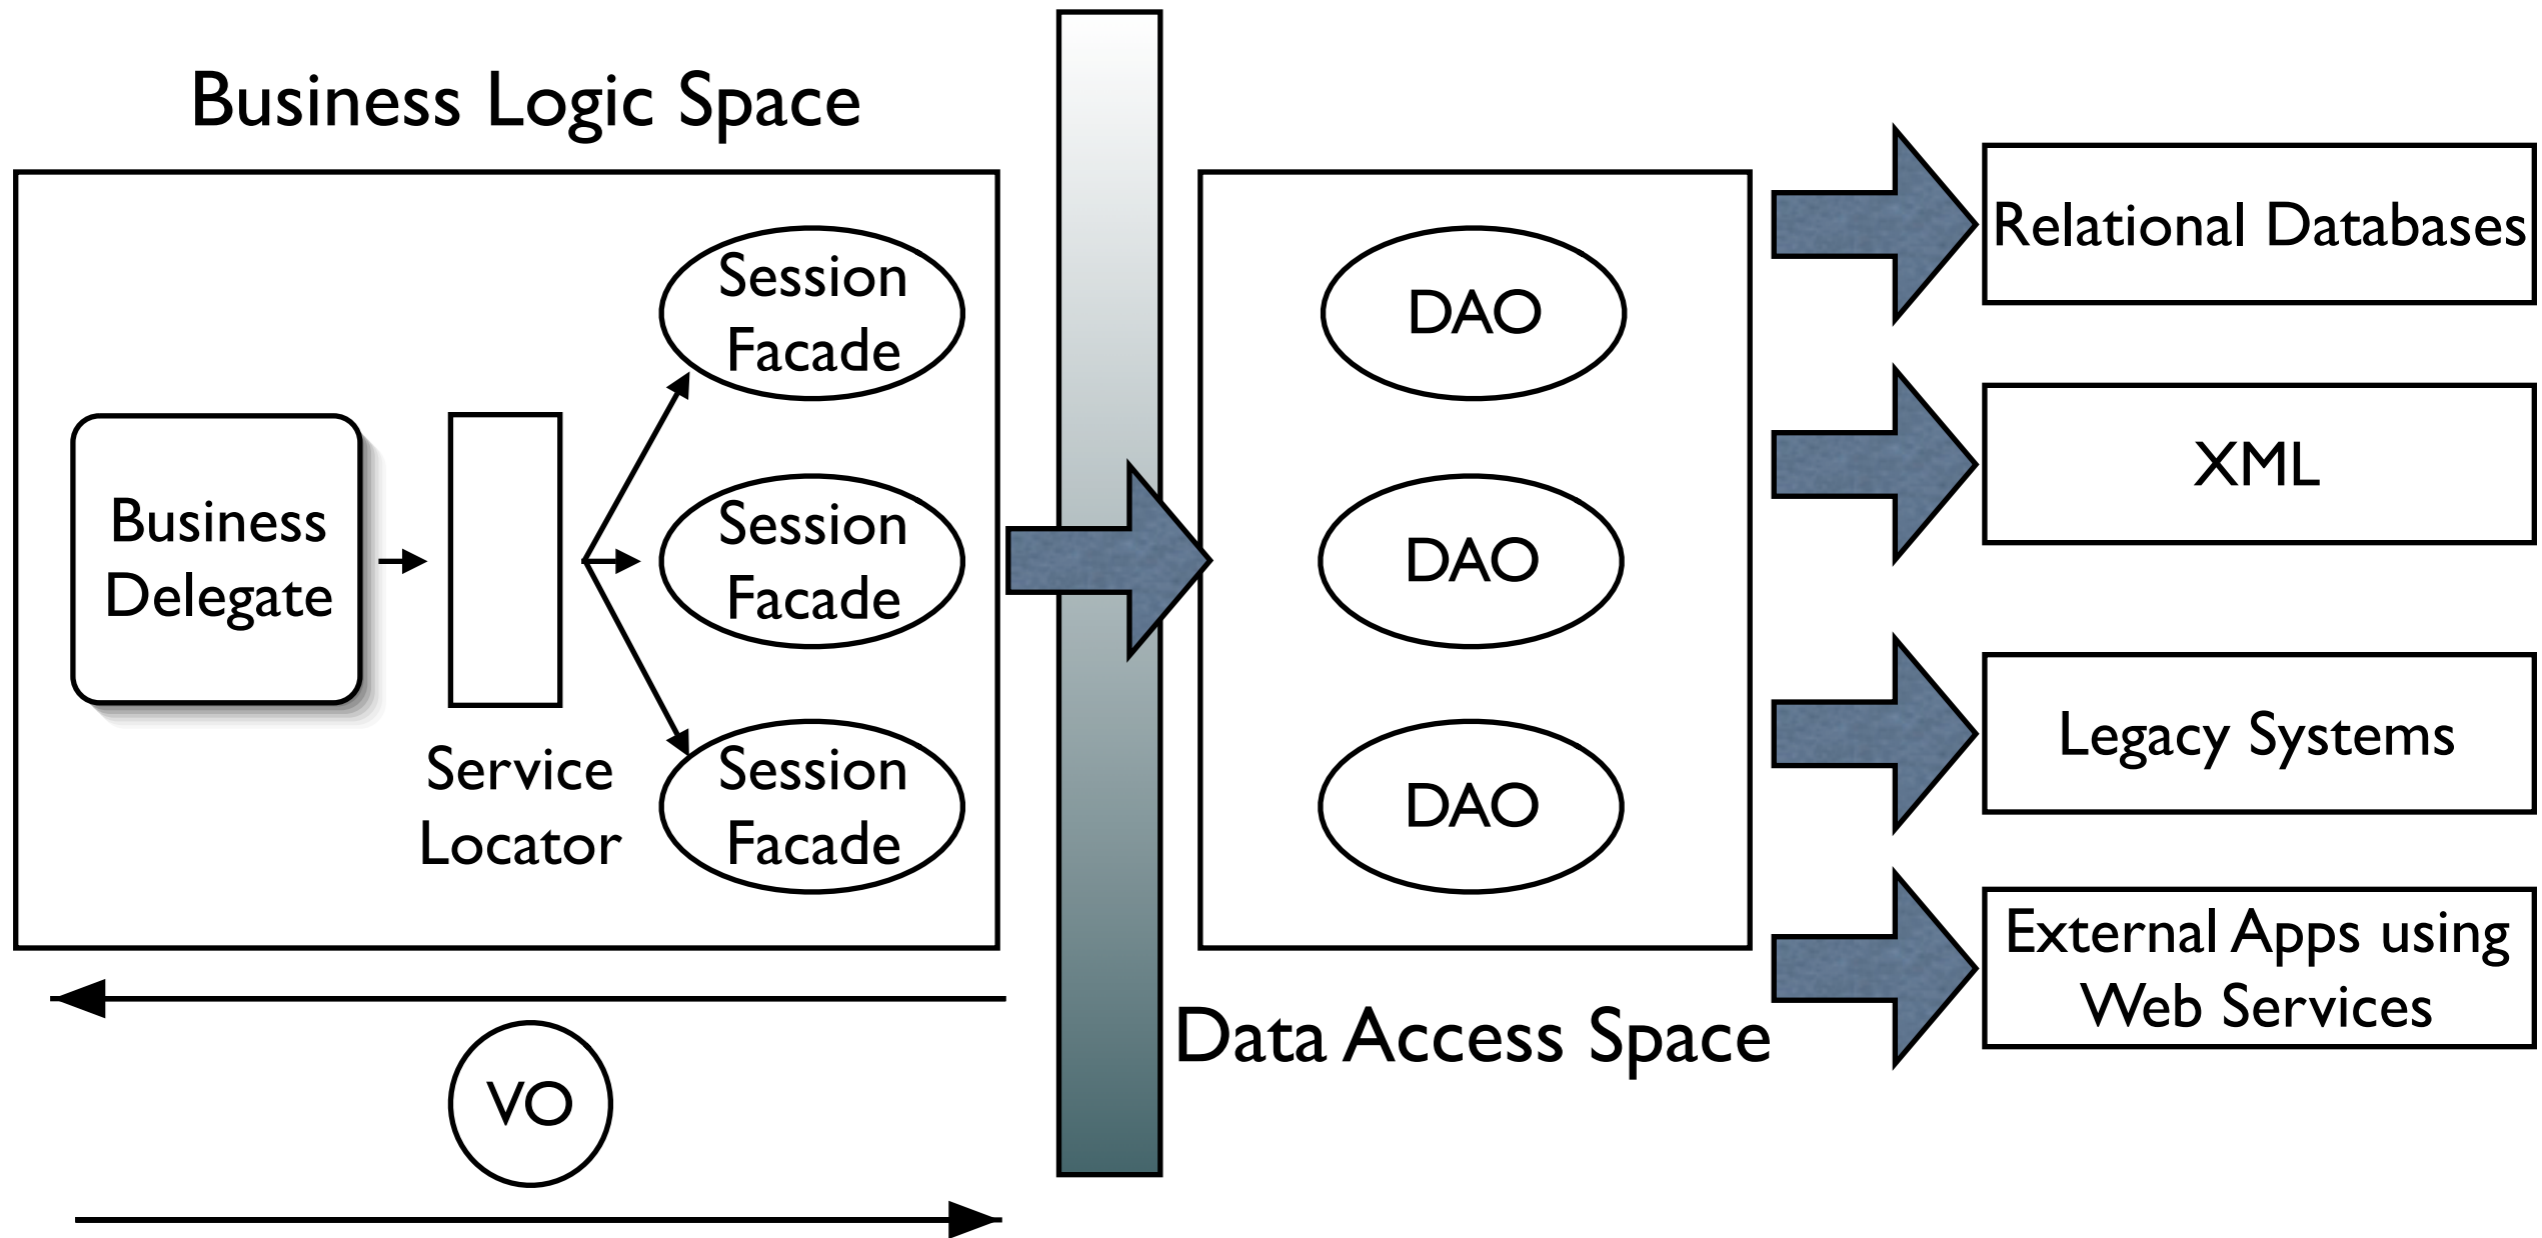 Business Logic Space
Business
Delegate
Service
Locator
Session
Facade
Session
Facade
Session
Facade
VO
DAO
DAO
DAO
Data Access Space
Relational Databases
XML
Legacy Systems
External Apps using
Web Services